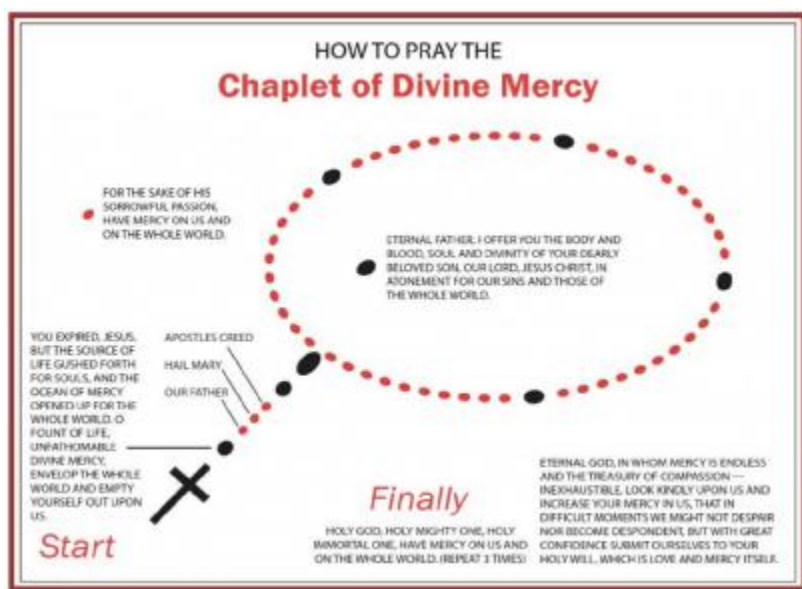 HOW TO PRAY THE
Chaplet of Divine Mercy
FOR THE SAKE OF HIS
SORROWFUL PASSION,
HAVE MERCY ON US AND
ON THE WHOLE WORLD.
ETERNAL FATHER, I OFFER YOU THE BODY AND
BLOOD, SOUL AND DIVINITY OF YOUR DEARLY
BELOVED SON, OUR LORD, JESUS CHRIST, IN
ATONEMENT FOR OUR SINS AND THOSE OF
THE WHOLE WORLD.
YOU EXPIRED, JESUS,
BUT THE SOURCE OF
LIFE GUSHED FORTH
FOR SOULS, AND THE
OCEAN OF MERCY
OPENED UP FOR THE
WHOLE WORLD. O
FOUNT OF LIFE,
UNFATHOMABLE
DIVINE MERCY,
ENVELOP THE WHOLE
WORLD AND EMPTY
YOURSELF OUT UPON
US.
APOSTLES CREED
HAIL MARY
OUR FATHER
Start
Finally
HOLY GOD, HOLY MIGHTY ONE, HOLY
IMMORTAL ONE, HAVE MERCY ON US AND
ON THE WHOLE WORLD. (REPEAT 3 TIMES)
ETERNAL GOD, IN WHOM MERCY IS ENDLESS
AND THE TREASURY OF COMPASSION —
INEXHAUSTIBLE, LOOK KINDLY UPON US AND
INCREASE YOUR MERCY IN US, THAT IN
DIFFICULT MOMENTS WE MIGHT NOT DESPAIR
NOR BECOME DESPONDENT, BUT WITH GREAT
CONFIDENCE SUBMIT OURSELVES TO YOUR
HOLY WILL, WHICH IS LOVE AND MERCY ITSELF.